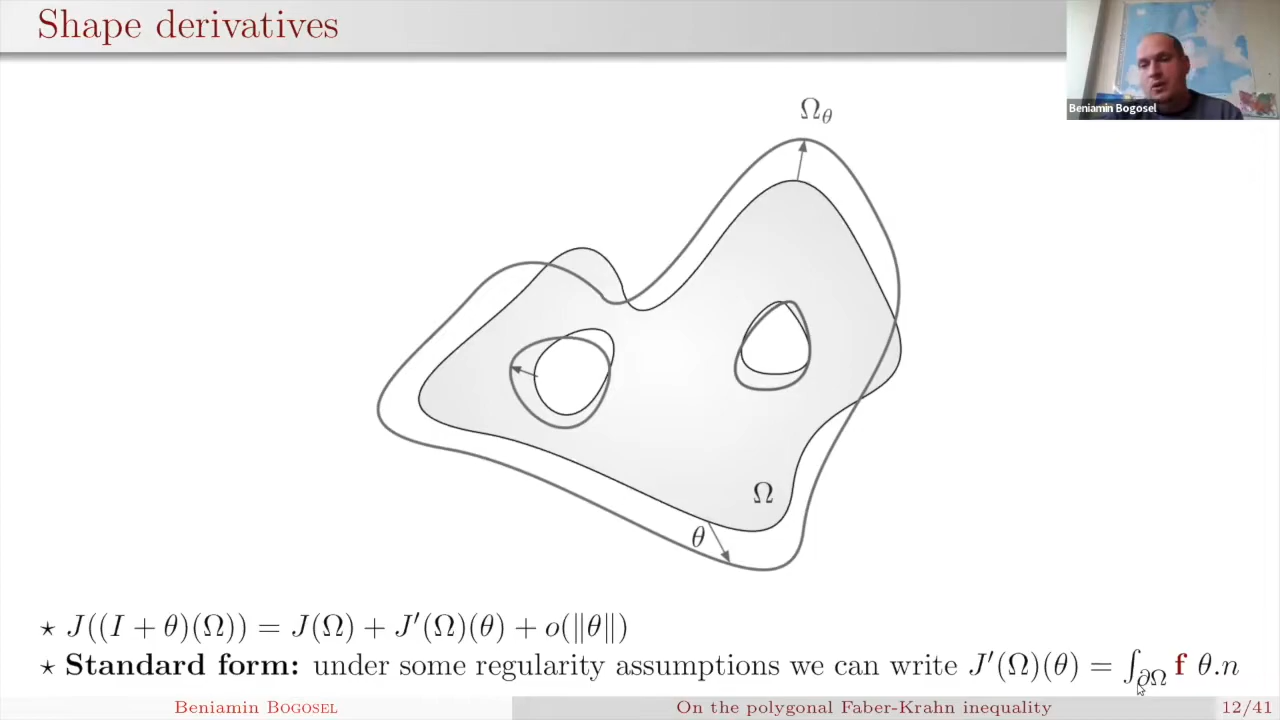 Shape derivatives
Beniamin Bogosel
Ω_θ
Ω
θ
⋆ J((I + θ)(Ω)) = J(Ω) + J′(Ω)(θ) + o(‖θ‖)
⋆ Standard form: under some regularity assumptions we can write J′(Ω)(θ) = ∫_∂Ω f θ.n
Beniamin Bogosel On the polygonal Faber-Krahn inequality 12/41